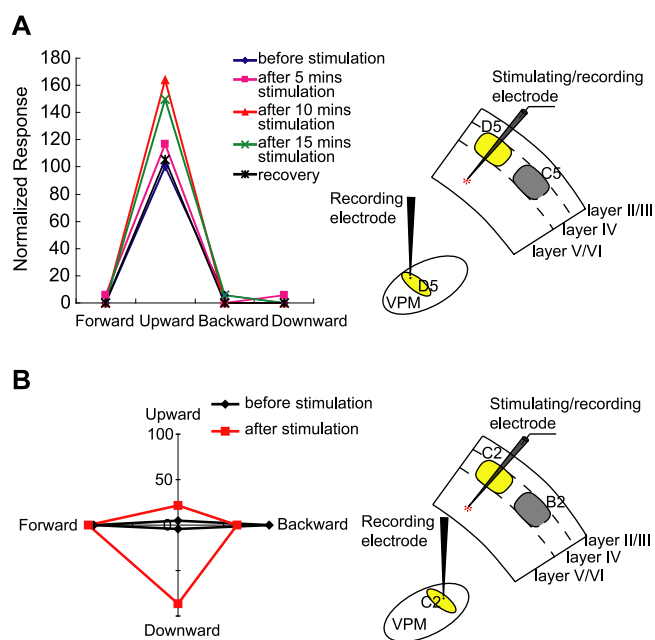 A
Normalized Response
180
160
140
120
100
80
60
40
20
0
Forward Upward Backward Downward
before stimulation
after 5 mins
stimulation
after 10 mins
stimulation
after 15 mins
stimulation
recovery
Stimulating/recording
electrode
D5
C5
layer II/III
layer IV
layer V/VI
Recording
electrode
D5
VPM
B
Upward
100
50
0
Forward
Backward
Downward
before stimulation
after stimulation
Stimulating/recording
electrode
C2
B2
layer II/III
layer IV
layer V/VI
Recording
electrode
C2
VPM